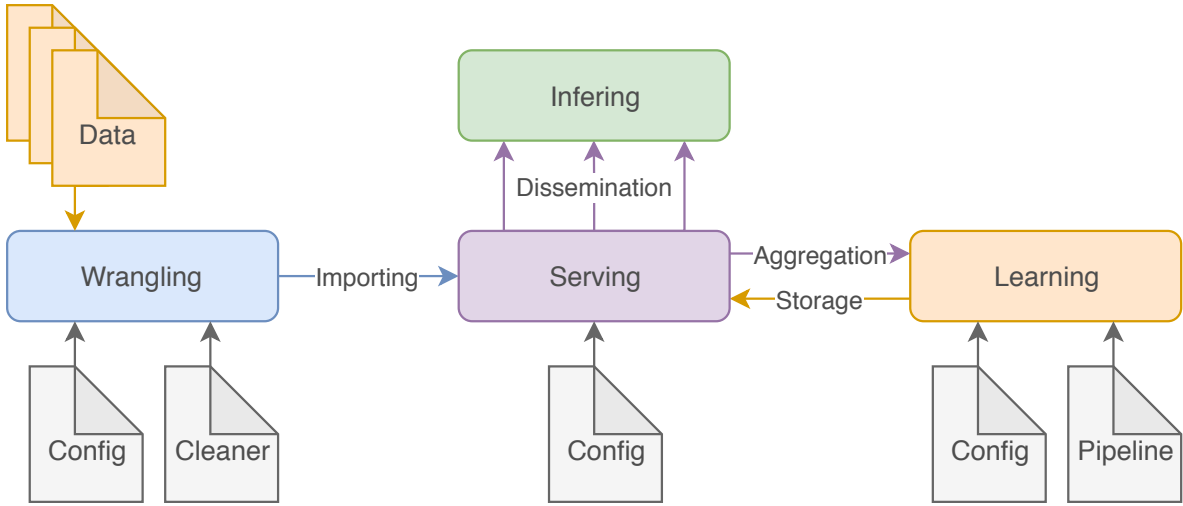 Data
Infering
Dissemination
Wrangling
Importing
Serving
Aggregation
Storage
Learning
Config
Cleaner
Config
Config
Pipeline